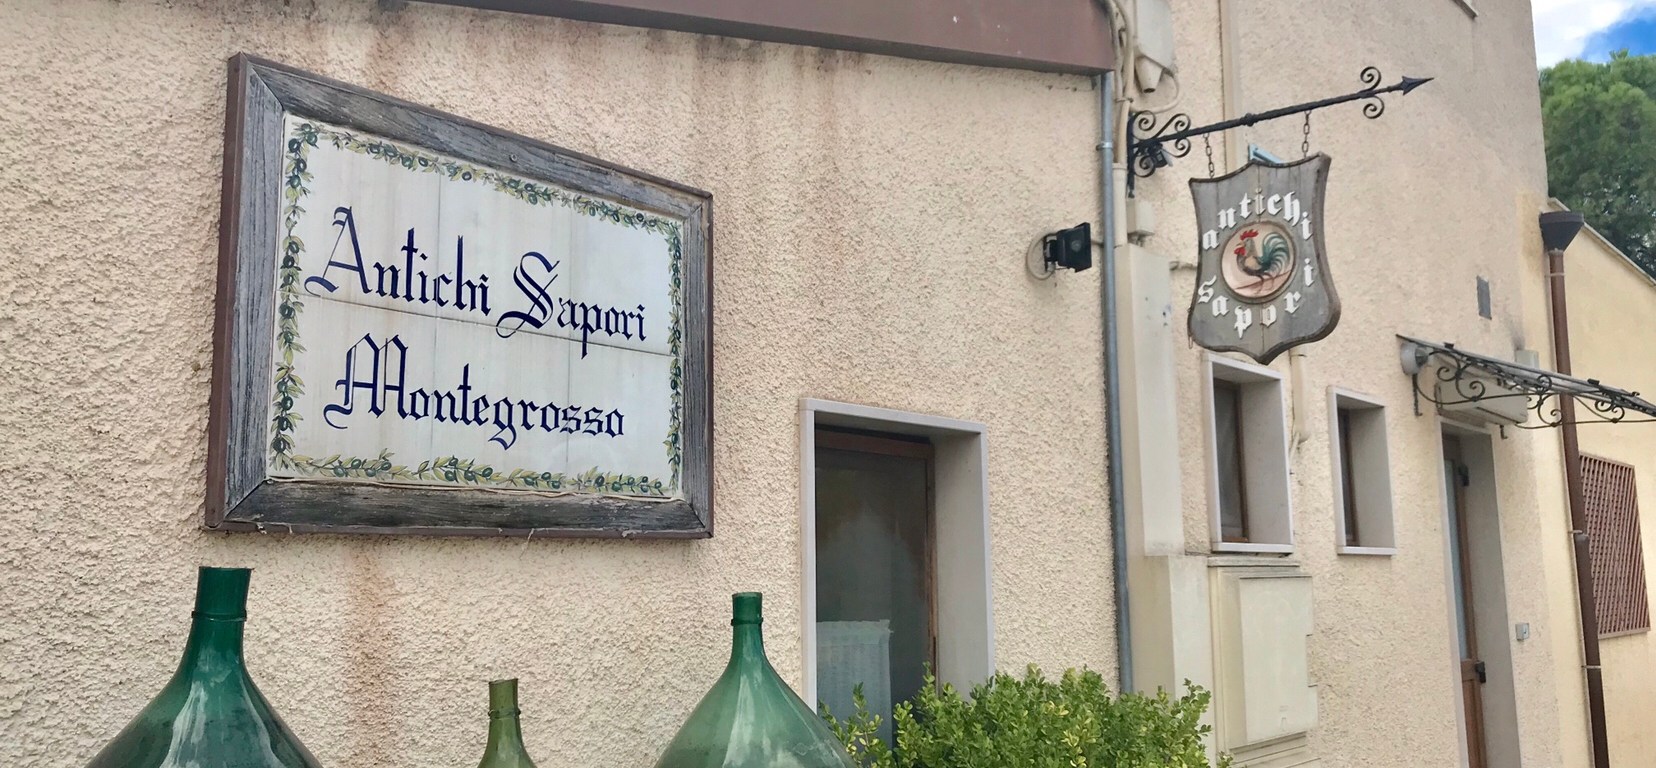 Antichi Sapori
Montegrosso
antichi
sapori